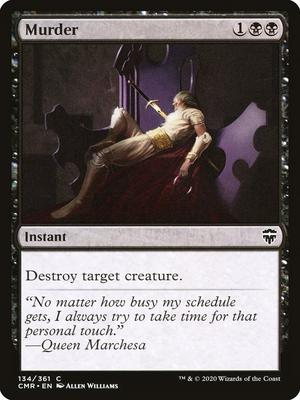 Murder 1
Instant
Destroy target creature.
“No matter how busy my schedule
gets, I always try to take time for that
personal touch.”
—Queen Marchesa
134/361 C
CMR • EN Allen Williams
™ & © 2020 Wizards of the Coast